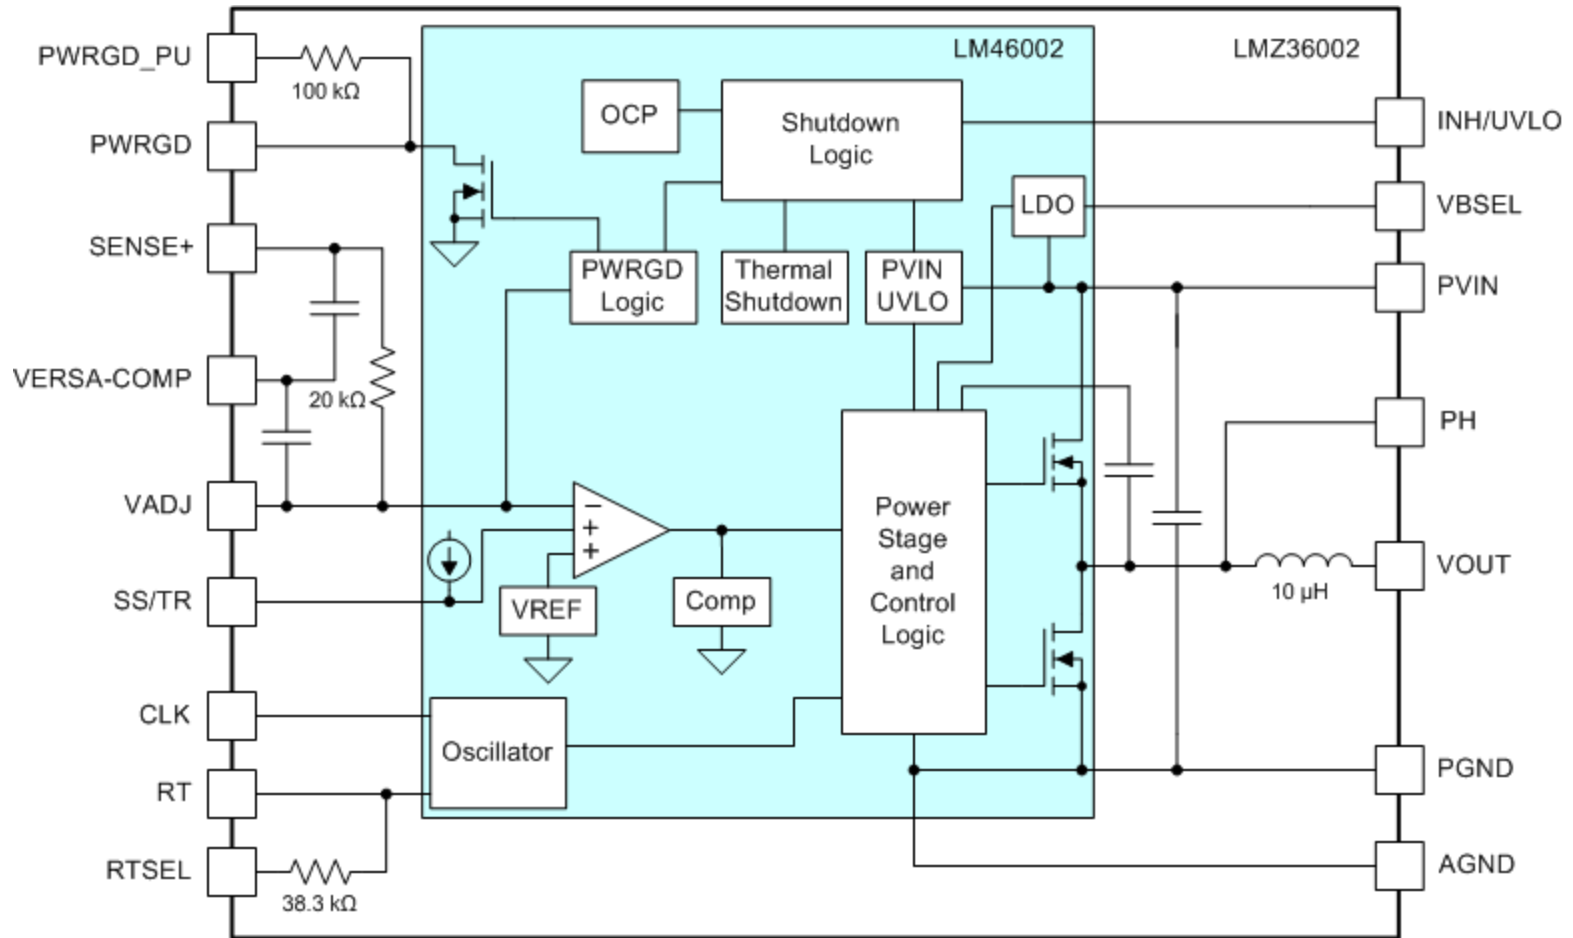 LM46002
LMZ36002
PWRGD_PU
100 kΩ
PWRGD
SENSE+
VERSA-COMP
20 kΩ
VADJ
SS/TR
CLK
RT
RTSEL
38.3 kΩ
OCP
Shutdown
Logic
PWRGD
Logic
Thermal
Shutdown
PVIN
UVLO
LDO
−
+
+
VREF
Comp
Power
Stage
and
Control
Logic
Oscillator
10 µH
INH/UVLO
VBSEL
PVIN
PH
VOUT
PGND
AGND